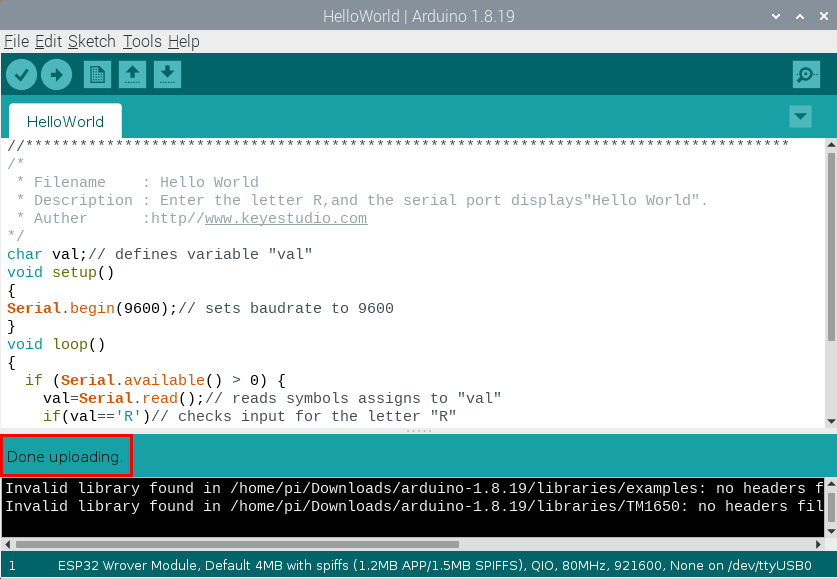 HelloWorld | Arduino 1.8.19
File Edit Sketch Tools Help
HelloWorld
//*************************************************************************************
/*
 * Filename    : Hello World
 * Description : Enter the letter R,and the serial port displays"Hello World".
 * Auther      :http//www.keyestudio.com
*/
char val;// defines variable "val"
void setup()
{
Serial.begin(9600);// sets baudrate to 9600
}
void loop()
{
  if (Serial.available() > 0) {
    val=Serial.read();// reads symbols assigns to "val"
    if(val=='R')// checks input for the letter "R"
Done uploading.
Invalid library found in /home/pi/Downloads/arduino-1.8.19/libraries/examples: no headers f
Invalid library found in /home/pi/Downloads/arduino-1.8.19/libraries/TM1650: no headers fil
1 ESP32 Wrover Module, Default 4MB with spiffs (1.2MB APP/1.5MB SPIFFS), QIO, 80MHz, 921600, None on /dev/ttyUSB0